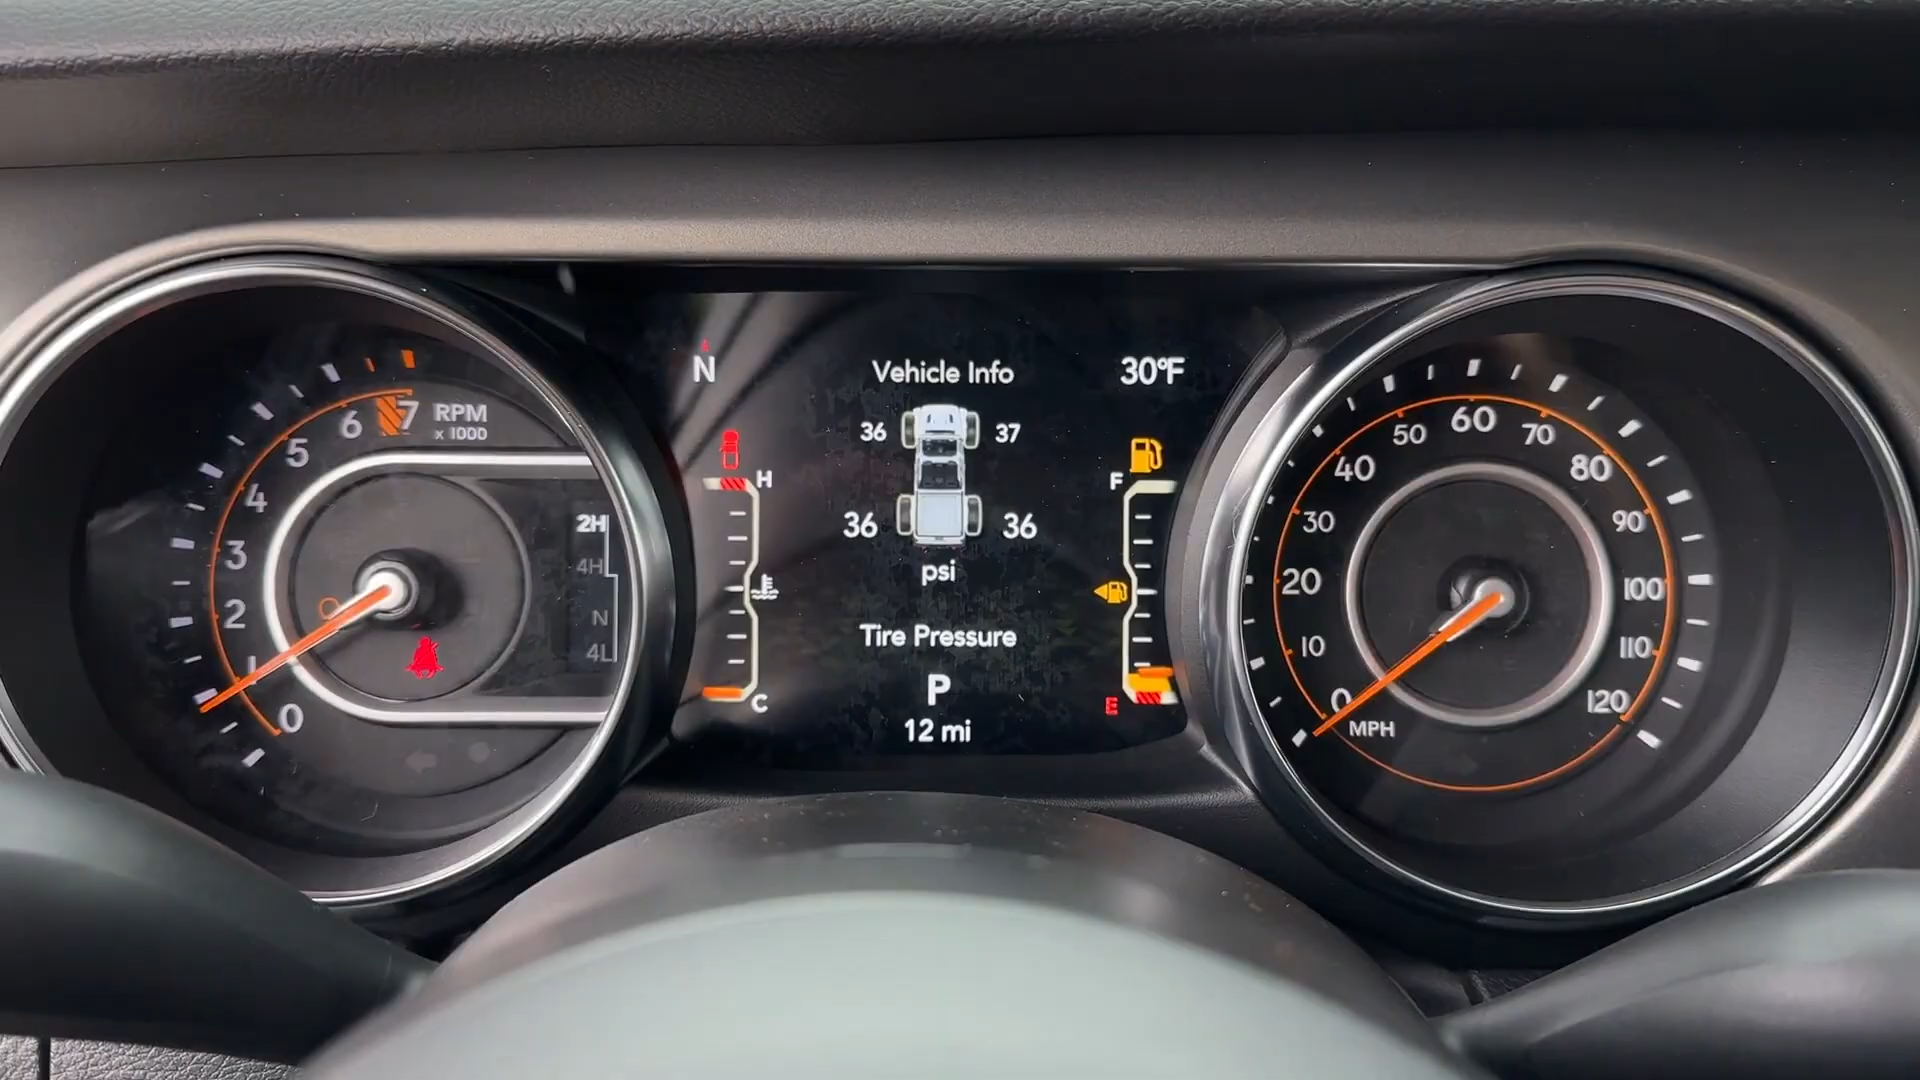 7
6
5
4
3
2
1
0
RPM
x 1000
2H
4H
N
4L
N
Vehicle Info
30°F
36 37
36 36
psi
Tire Pressure
P
12 mi
H
C
F
E
0
10
20
30
40
50
60
70
80
90
100
110
120
MPH